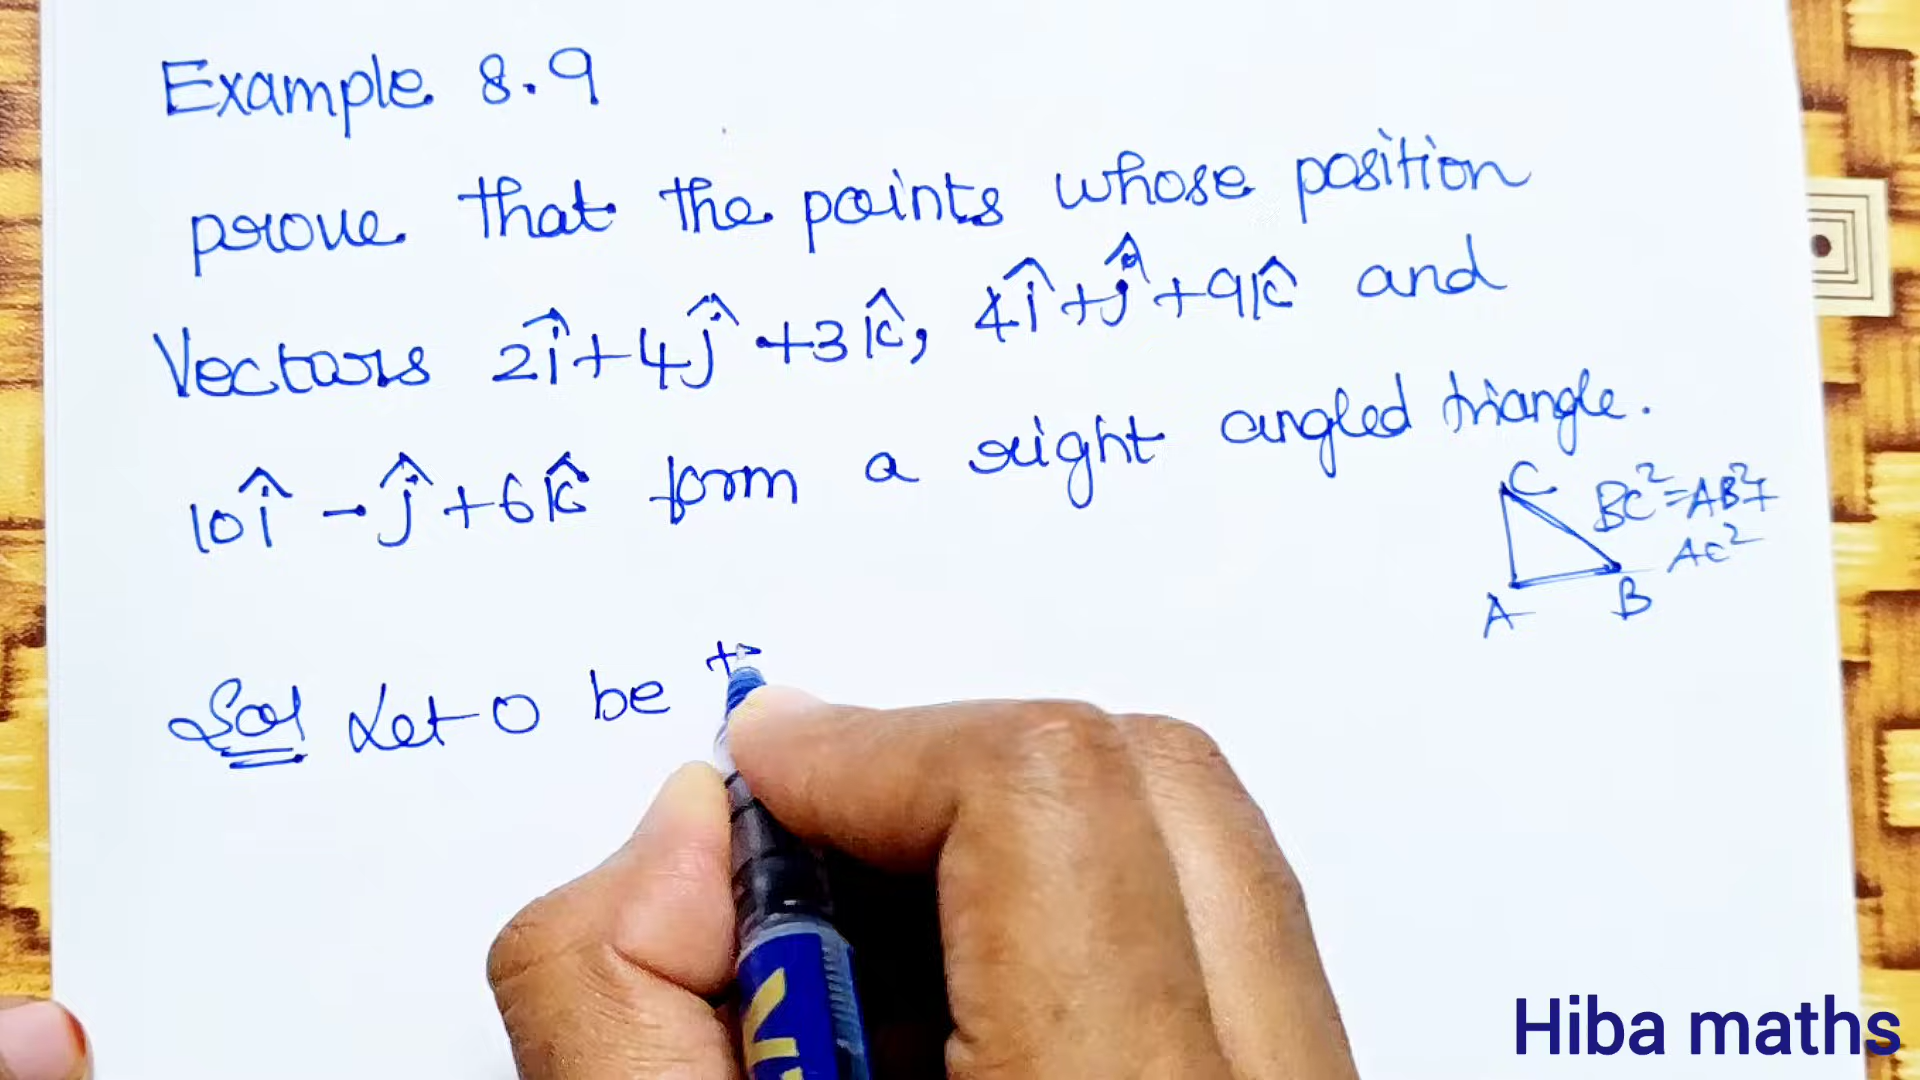 Example 8.9
prove that the points whose position
Vectors 2î+4ĵ+3k̂, 4î+ĵ+9k̂ and
10î-ĵ+6k̂ form a right angled triangle.
C
BC²=AB²+
AC²
A B
Sol Let O be
Hiba maths